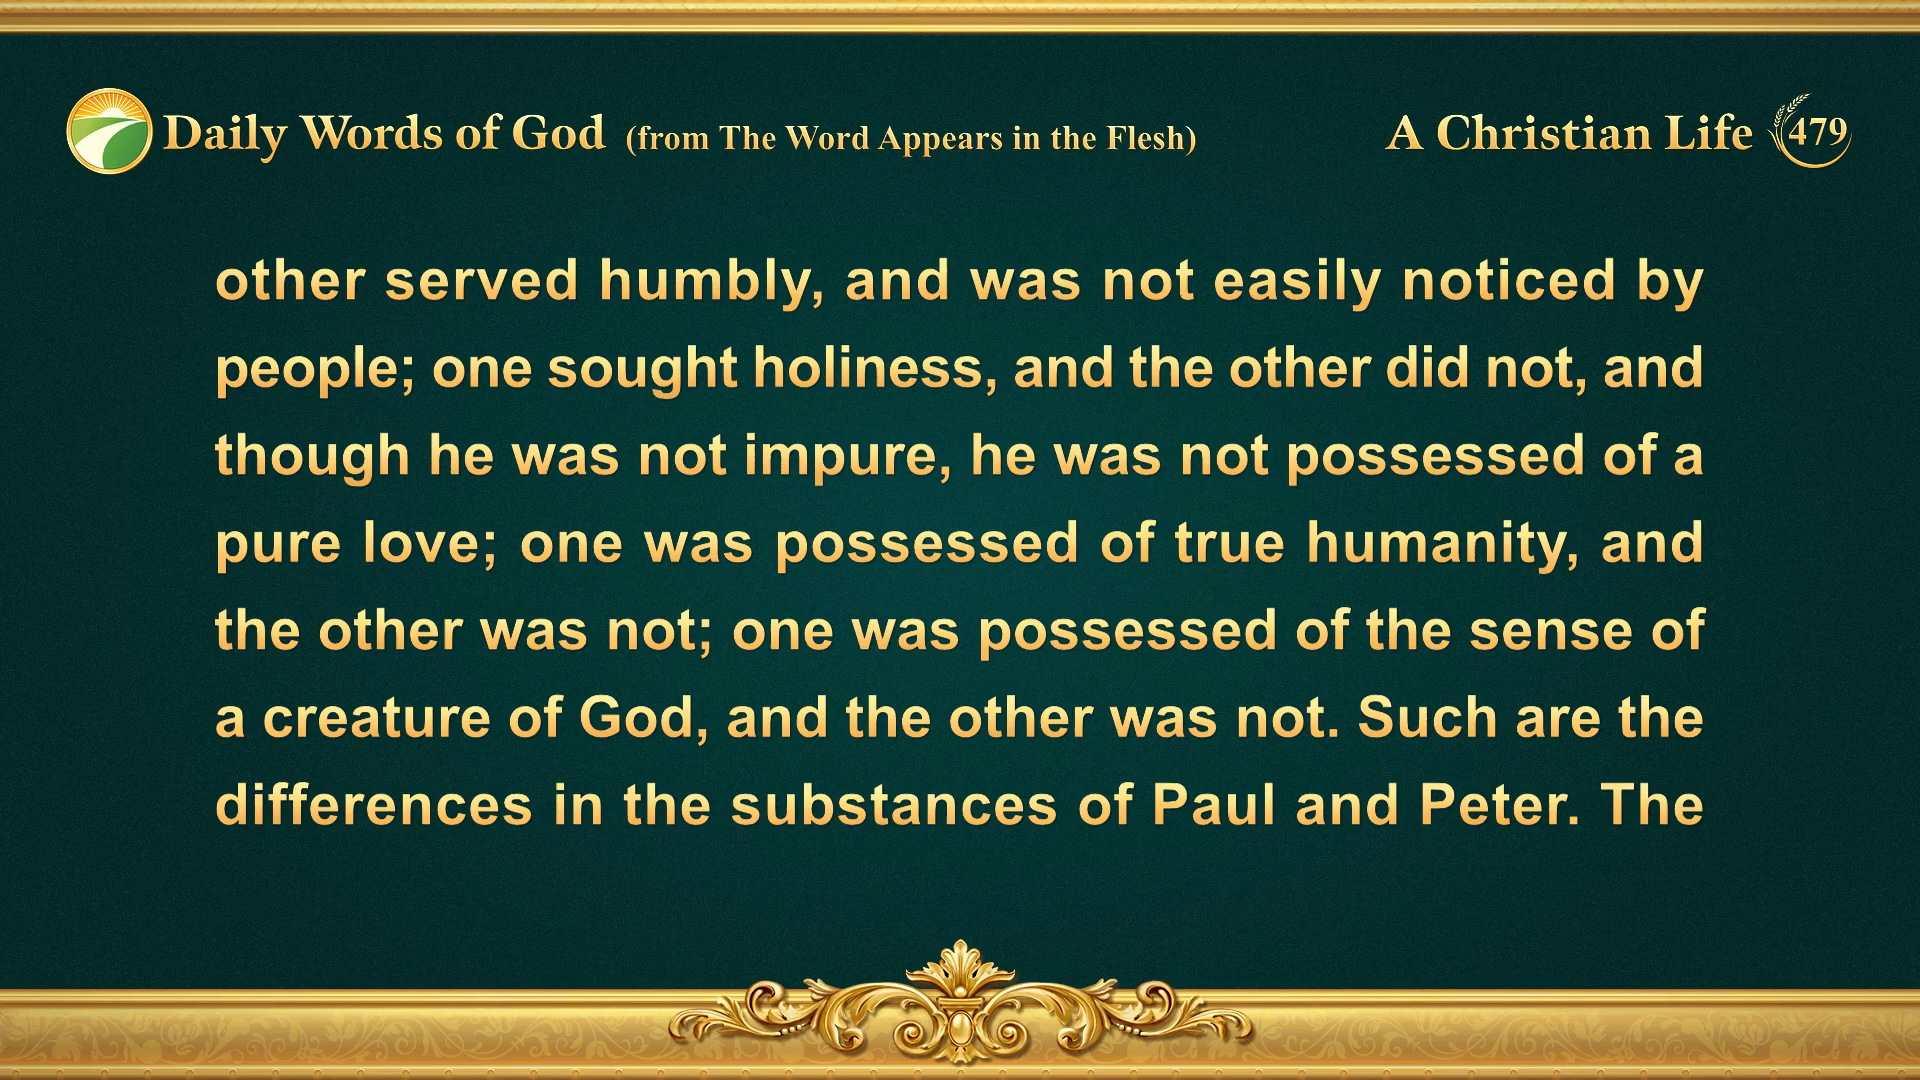 Daily Words of God (from The Word Appears in the Flesh)
A Christian Life 479
other served humbly, and was not easily noticed by
people; one sought holiness, and the other did not, and
though he was not impure, he was not possessed of a
pure love; one was possessed of true humanity, and
the other was not; one was possessed of the sense of
a creature of God, and the other was not. Such are the
differences in the substances of Paul and Peter. The